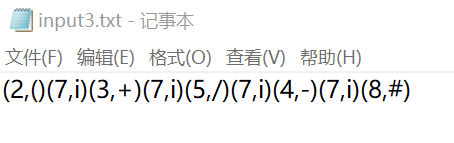 input3.txt - 记事本
文件(F) 编辑(E) 格式(O) 查看(V) 帮助(H)
(2,()(7,i)(3,+)(7,i)(5,/)(7,i)(4,-)(7,i)(8,#)